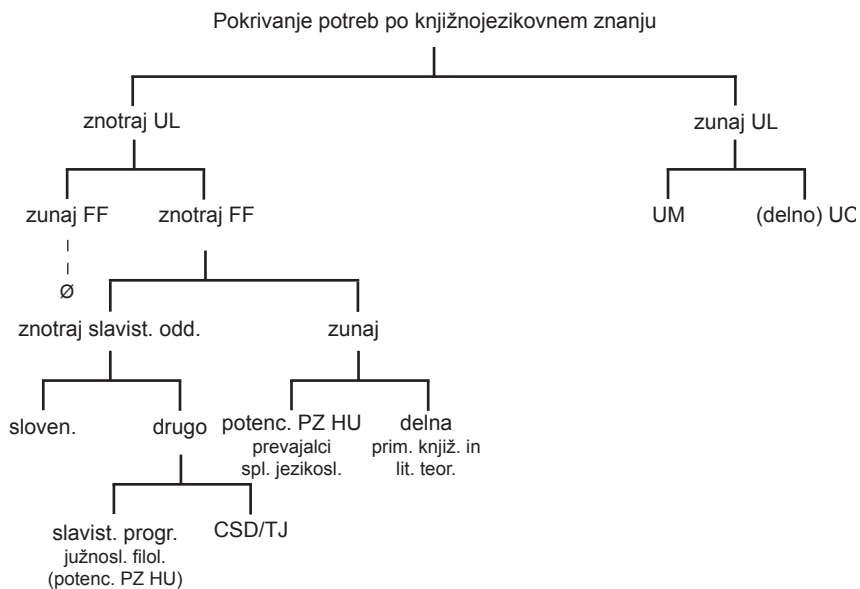 Pokrivanje potreb po knjižnojezikovnem znanju
znotraj UL
zunaj UL
zunaj FF
znotraj FF
UM
(delno) UC
Ø
znotraj slavist. odd.
zunaj
sloven.
drugo
potenc. PZ HU
prevajalci
spl. jezikosl.
delna
prim. knjiž. in
lit. teor.
slavist. progr.
južnosl. filol.
(potenc. PZ HU)
CSD/TJ